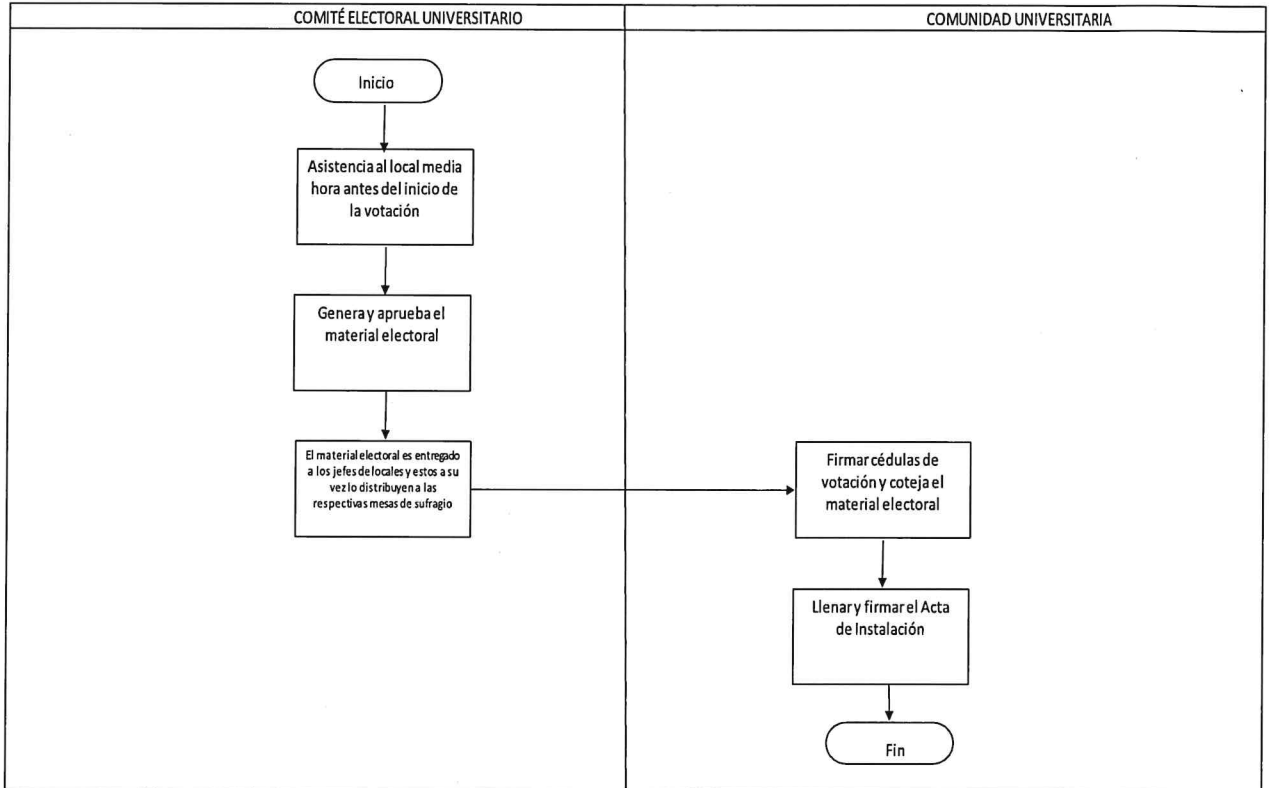 COMITÉ ELECTORAL UNIVERSITARIO
COMUNIDAD UNIVERSITARIA
Inicio
Asistencia al local media
hora antes del inicio de
la votación
Genera y aprueba el
material electoral
El material electoral es entregado
a los jefes de locales y estos a su
vez lo distribuyen a las
respectivas mesas de sufragio
Firmar cédulas de
votación y coteja el
material electoral
Llenar y firmar el Acta
de Instalación
Fin